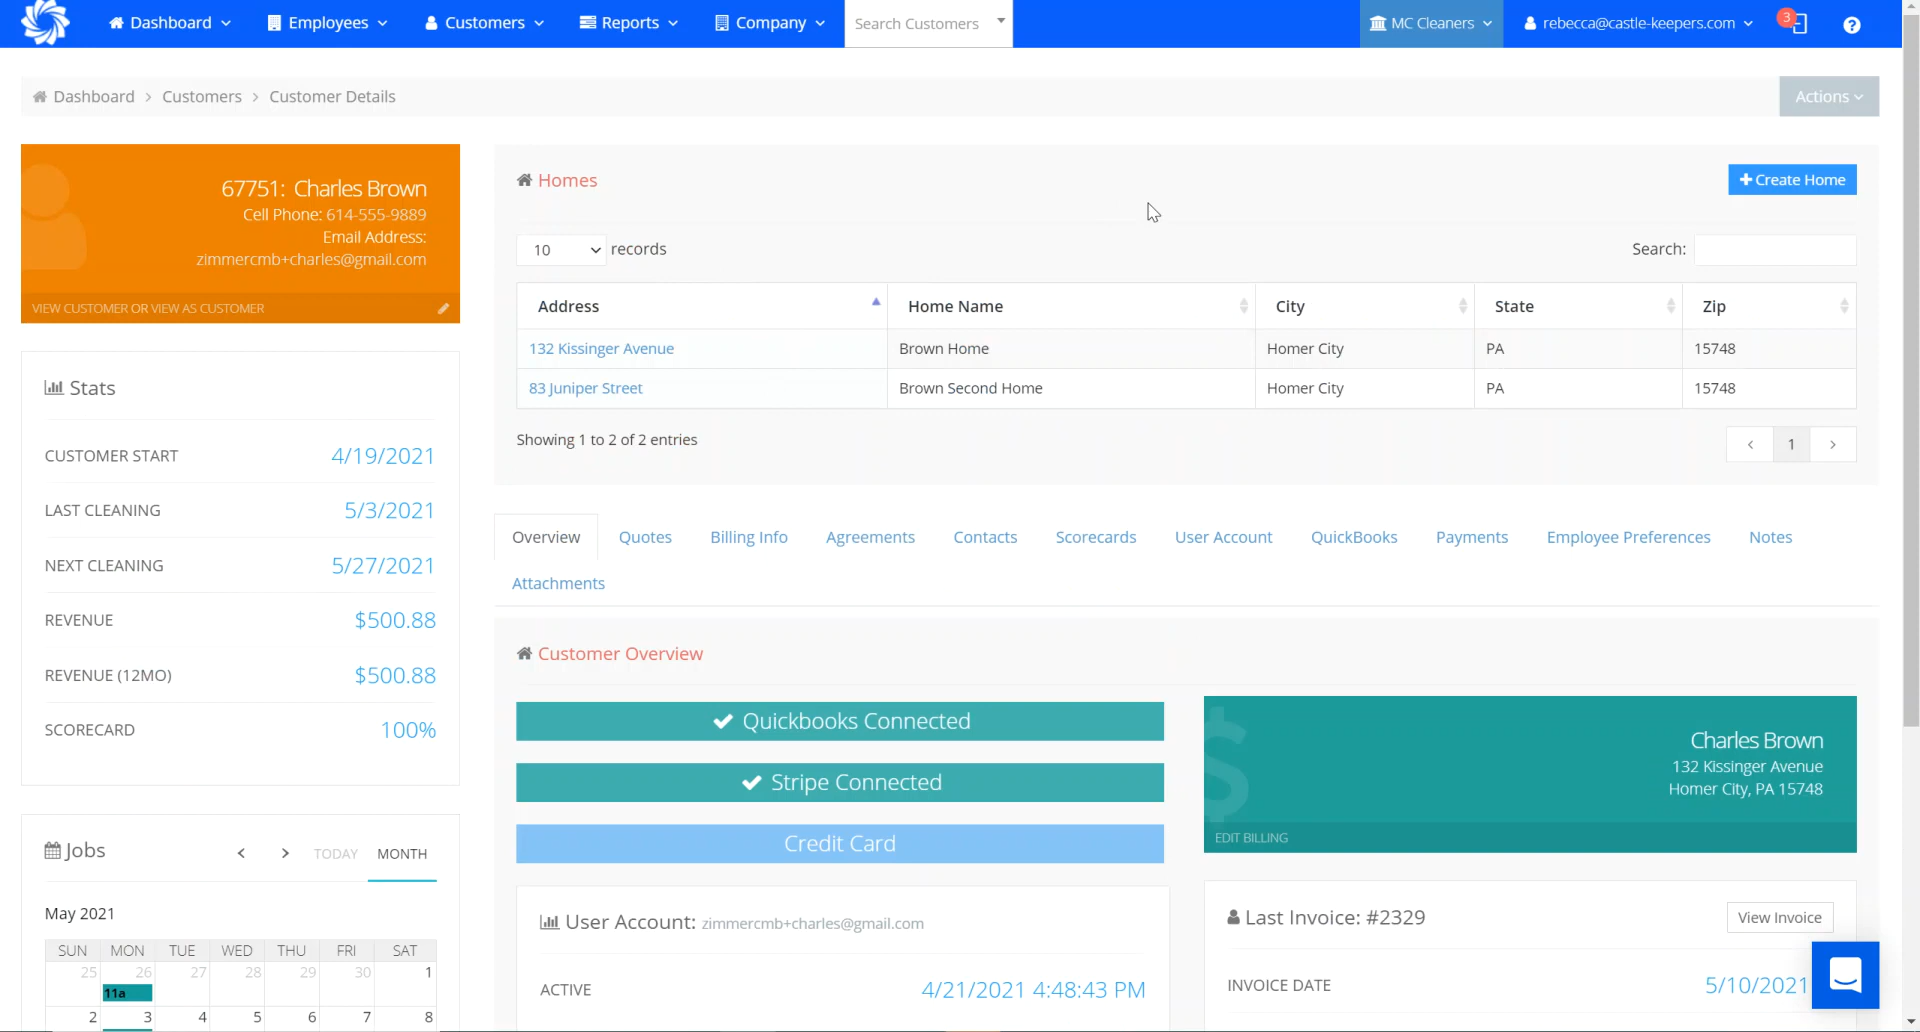 Dashboard Employees Customers Reports Company Search Customers MC Cleaners rebecca@castle-keepers.com 3 ?
Dashboard > Customers > Customer Details Actions
67751: Charles Brown
Cell Phone: 614-555-9889
Email Address:
zimmercmb+charles@gmail.com
VIEW CUSTOMER OR VIEW AS CUSTOMER
Stats
CUSTOMER START 4/19/2021
LAST CLEANING 5/3/2021
NEXT CLEANING 5/27/2021
REVENUE $500.88
REVENUE (12MO) $500.88
SCORECARD 100%
Jobs < > TODAY MONTH
May 2021
SUN MON TUE WED THU FRI SAT
25 26 27 28 29 30 1
11a
2 3 4 5 6 7 8
Homes + Create Home
10 records Search:
Address Home Name City State Zip
132 Kissinger Avenue Brown Home Homer City PA 15748
83 Juniper Street Brown Second Home Homer City PA 15748
Showing 1 to 2 of 2 entries < 1 >
Overview Quotes Billing Info Agreements Contacts Scorecards User Account QuickBooks Payments Employee Preferences Notes
Attachments
Customer Overview
Quickbooks Connected
Stripe Connected
Credit Card
Charles Brown
132 Kissinger Avenue
Homer City, PA 15748
EDIT BILLING
User Account: zimmercmb+charles@gmail.com
ACTIVE 4/21/2021 4:48:43 PM
Last Invoice: #2329 View Invoice
INVOICE DATE 5/10/2021